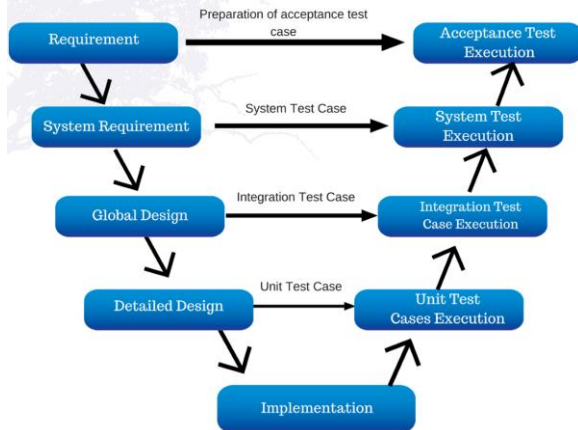 Preparation of acceptance test
case
Requirement
Acceptance Test
Execution
System Test Case
System Requirement
System Test
Execution
Integration Test Case
Global Design
Integration Test
Case Execution
Unit Test Case
Detailed Design
Unit Test
Cases Execution
Implementation